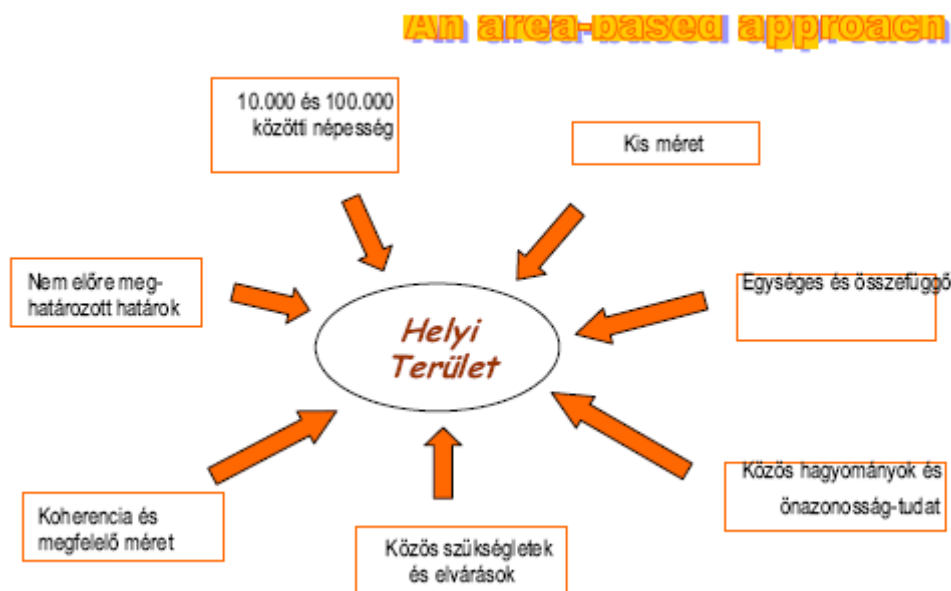 An area-based approach
10.000 és 100.000
közötti népesség
Kis méret
Nem előre meg-
határozott határok
Egységes és összefüggő
Helyi
Terület
Koherencia és
megfelelő méret
Közös szükségletek
és elvárások
Közös hagyományok és
önazonosság-tudat